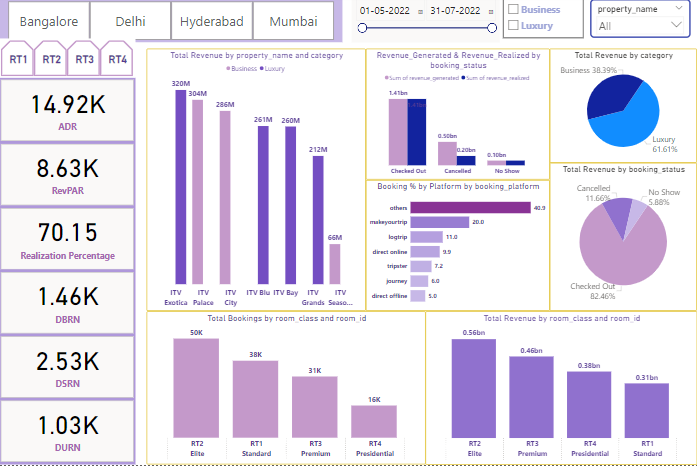 Bangalore Delhi Hyderabad Mumbai
01-05-2022 31-07-2022
Business
Luxury
property_name
All
RT1 RT2 RT3 RT4
14.92K
ADR
8.63K
RevPAR
70.15
Realization Percentage
1.46K
DBRN
2.53K
DSRN
1.03K
DURN
Total Revenue by property_name and category
Business Luxury
320M
304M
286M
261M 260M
212M
66M
ITV Exotica
ITV Palace
ITV City
ITV Blu
ITV Bay
ITV Grands
ITV Seaso...
Revenue_Generated & Revenue_Realized by
booking_status
Sum of revenue_generated Sum of revenue_realized
1.41bn
0.50bn
0.20bn
0.10bn
Checked Out Cancelled No Show
Booking % by Platform by booking_platform
others 40.9
makeyourtrip 20.0
logtrip 11.0
direct online 9.9
tripster 7.2
journey 6.0
direct offline 5.0
Total Revenue by category
Business 38.39%
Luxury
61.61%
Total Revenue by booking_status
Cancelled
11.66%
No Show
5.88%
Checked Out
82.46%
Total Bookings by room_class and room_id
50K
38K
31K
16K
RT2 RT1 RT3 RT4
Elite Standard Premium Presidential
Total Revenue by room_class and room_id
0.56bn
0.46bn
0.38bn
0.31bn
RT2 RT3 RT4 RT1
Elite Premium Presidential Standard